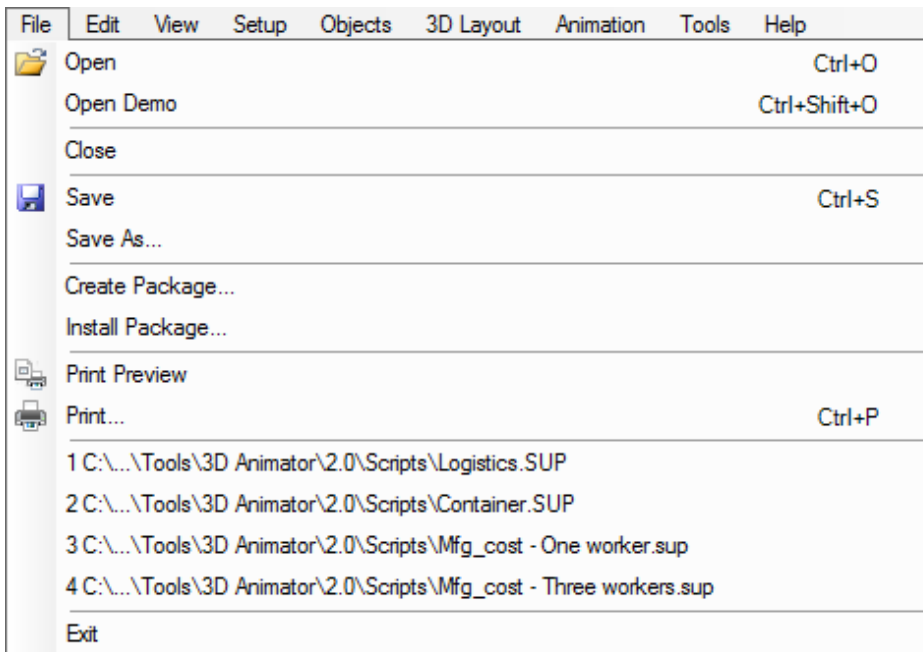 File Edit View Setup Objects 3D Layout Animation Tools Help
Open Ctrl+O
Open Demo Ctrl+Shift+O
Close
Save Ctrl+S
Save As...
Create Package...
Install Package...
Print Preview
Print... Ctrl+P
1 C:\...\Tools\3D Animator\2.0\Scripts\Logistics.SUP
2 C:\...\Tools\3D Animator\2.0\Scripts\Container.SUP
3 C:\...\Tools\3D Animator\2.0\Scripts\Mfg_cost - One worker.sup
4 C:\...\Tools\3D Animator\2.0\Scripts\Mfg_cost - Three workers.sup
Exit